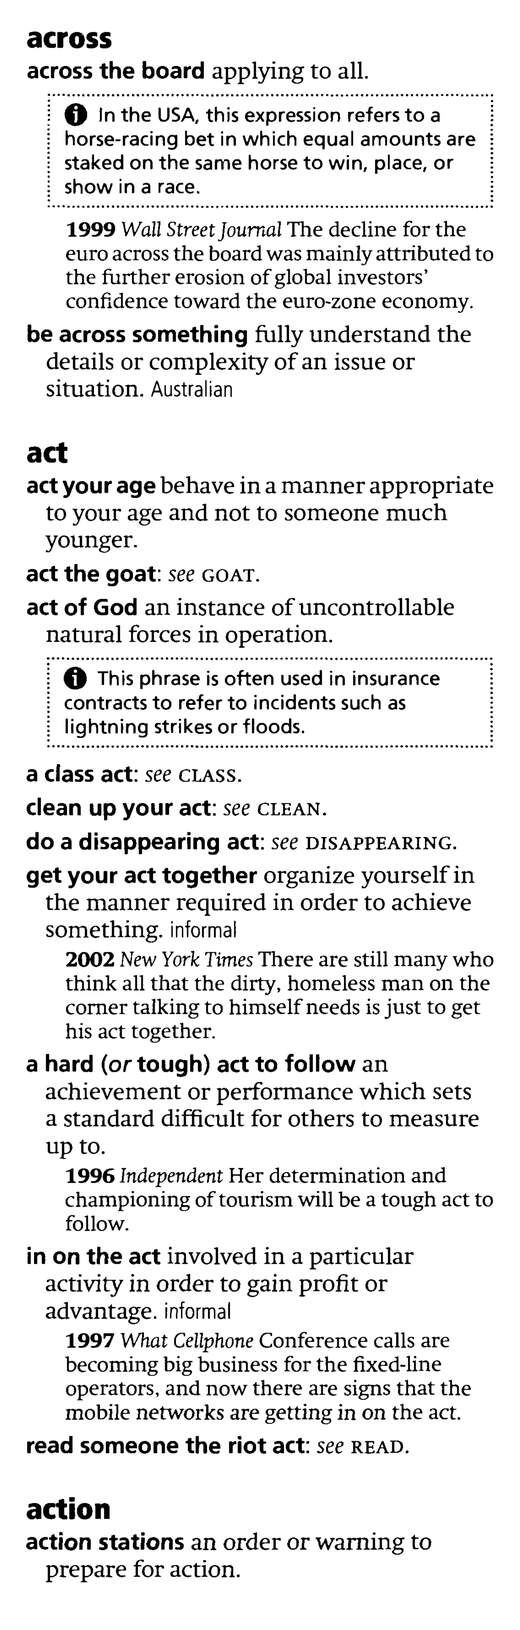 across
across the board applying to all.
In the USA, this expression refers to a
horse-racing bet in which equal amounts are
staked on the same horse to win, place, or
show in a race.
1999 Wall Street Journal The decline for the
euro across the board was mainly attributed to
the further erosion of global investors’
confidence toward the euro-zone economy.
be across something fully understand the
details or complexity of an issue or
situation. Australian
act
act your age behave in a manner appropriate
to your age and not to someone much
younger.
act the goat: see GOAT.
act of God an instance of uncontrollable
natural forces in operation.
This phrase is often used in insurance
contracts to refer to incidents such as
lightning strikes or floods.
a class act: see CLASS.
clean up your act: see CLEAN.
do a disappearing act: see DISAPPEARING.
get your act together organize yourself in
the manner required in order to achieve
something. informal
2002 New York Times There are still many who
think all that the dirty, homeless man on the
corner talking to himself needs is just to get
his act together.
a hard (or tough) act to follow an
achievement or performance which sets
a standard difficult for others to measure
up to.
1996 Independent Her determination and
championing of tourism will be a tough act to
follow.
in on the act involved in a particular
activity in order to gain profit or
advantage. informal
1997 What Cellphone Conference calls are
becoming big business for the fixed-line
operators, and now there are signs that the
mobile networks are getting in on the act.
read someone the riot act: see READ.
action
action stations an order or warning to
prepare for action.